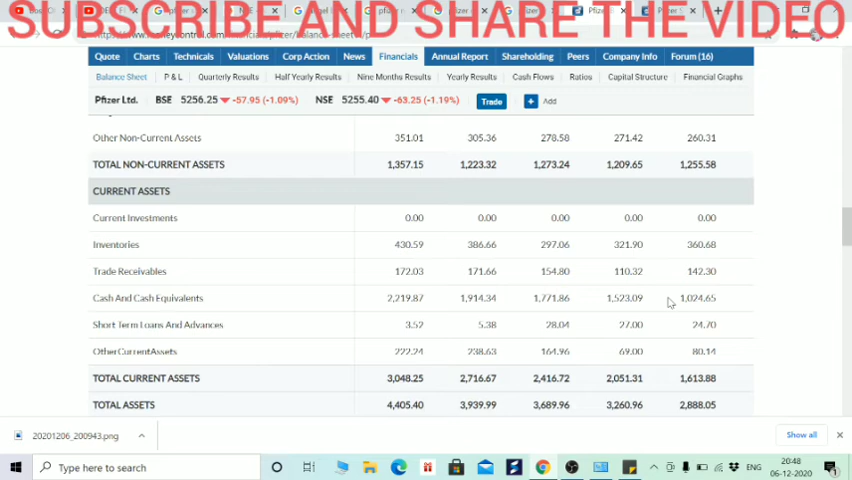 SUBSCRIBE AND SHARE THE VIDEO
Quote Charts Technicals Valuations Corp Action News Financials Annual Report Shareholding Peers Company Info Forum (16)
Balance Sheet P & L Quarterly Results Half Yearly Results Nine Months Results Yearly Results Cash Flows Ratios Capital Structure Financial Graphs
Pfizer Ltd. BSE 5256.25 -57.95 (-1.09%) NSE 5255.40 -63.25 (-1.19%) Trade + Add
Other Non-Current Assets 351.01 305.36 278.58 271.42 260.31
TOTAL NON-CURRENT ASSETS 1,357.15 1,223.32 1,273.24 1,209.65 1,255.58
CURRENT ASSETS
Current Investments 0.00 0.00 0.00 0.00 0.00
Inventories 430.59 386.66 297.06 321.90 360.68
Trade Receivables 172.03 171.66 154.80 110.32 142.30
Cash And Cash Equivalents 2,219.87 1,914.34 1,771.86 1,523.09 1,024.65
Short Term Loans And Advances 3.52 5.38 28.04 27.00 24.70
OtherCurrentAssets 222.24 238.63 164.96 69.00 80.14
TOTAL CURRENT ASSETS 3,048.25 2,716.67 2,416.72 2,051.31 1,613.88
TOTAL ASSETS 4,405.40 3,939.99 3,689.96 3,260.96 2,888.05
20201206_200943.png Show all
Type here to search ENG 20:48
06-12-2020